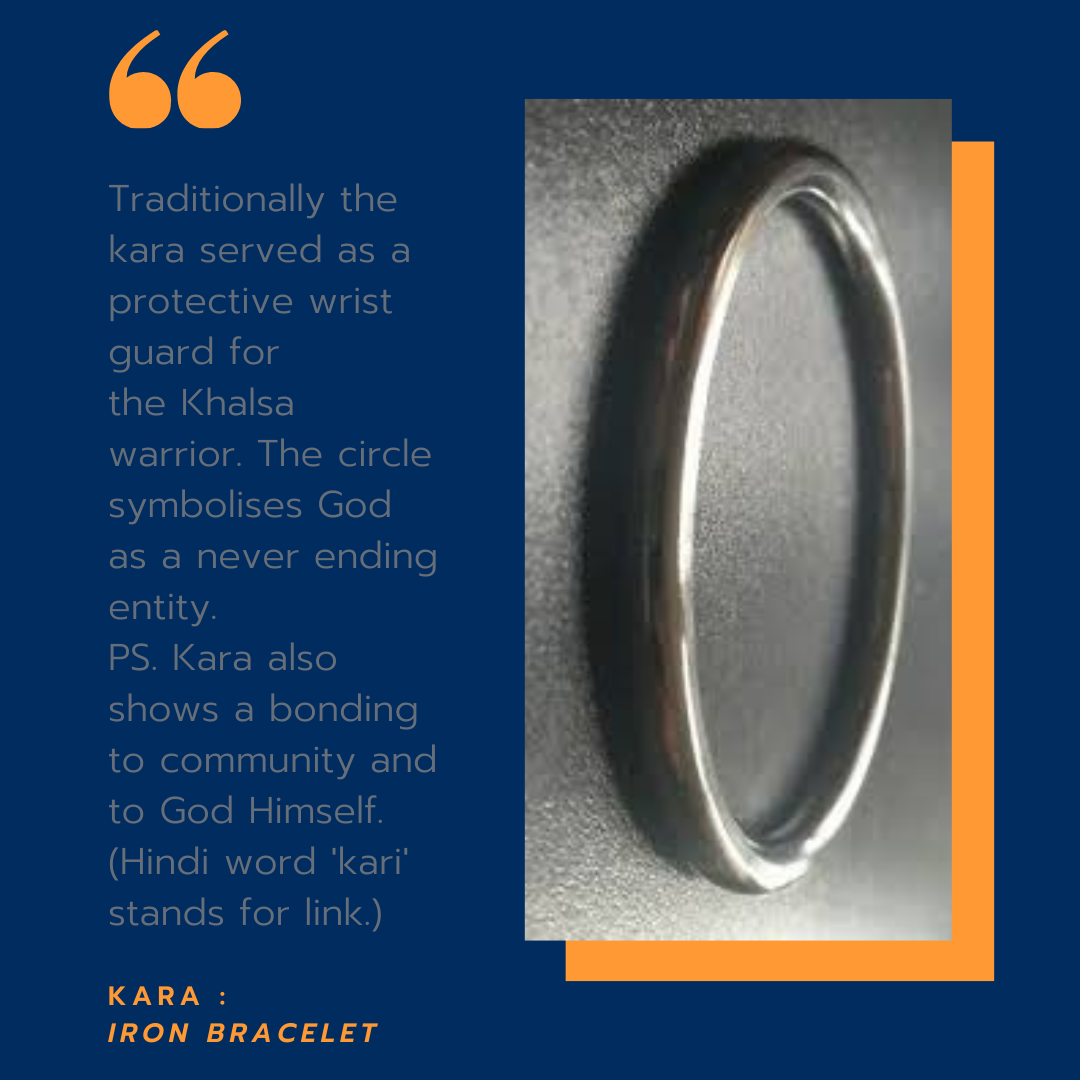 “
Traditionally the
kara served as a
protective wrist
guard for
the Khalsa
warrior. The circle
symbolises God
as a never ending
entity.
PS. Kara also
shows a bonding
to community and
to God Himself.
(Hindi word 'kari'
stands for link.)
KARA :
IRON BRACELET